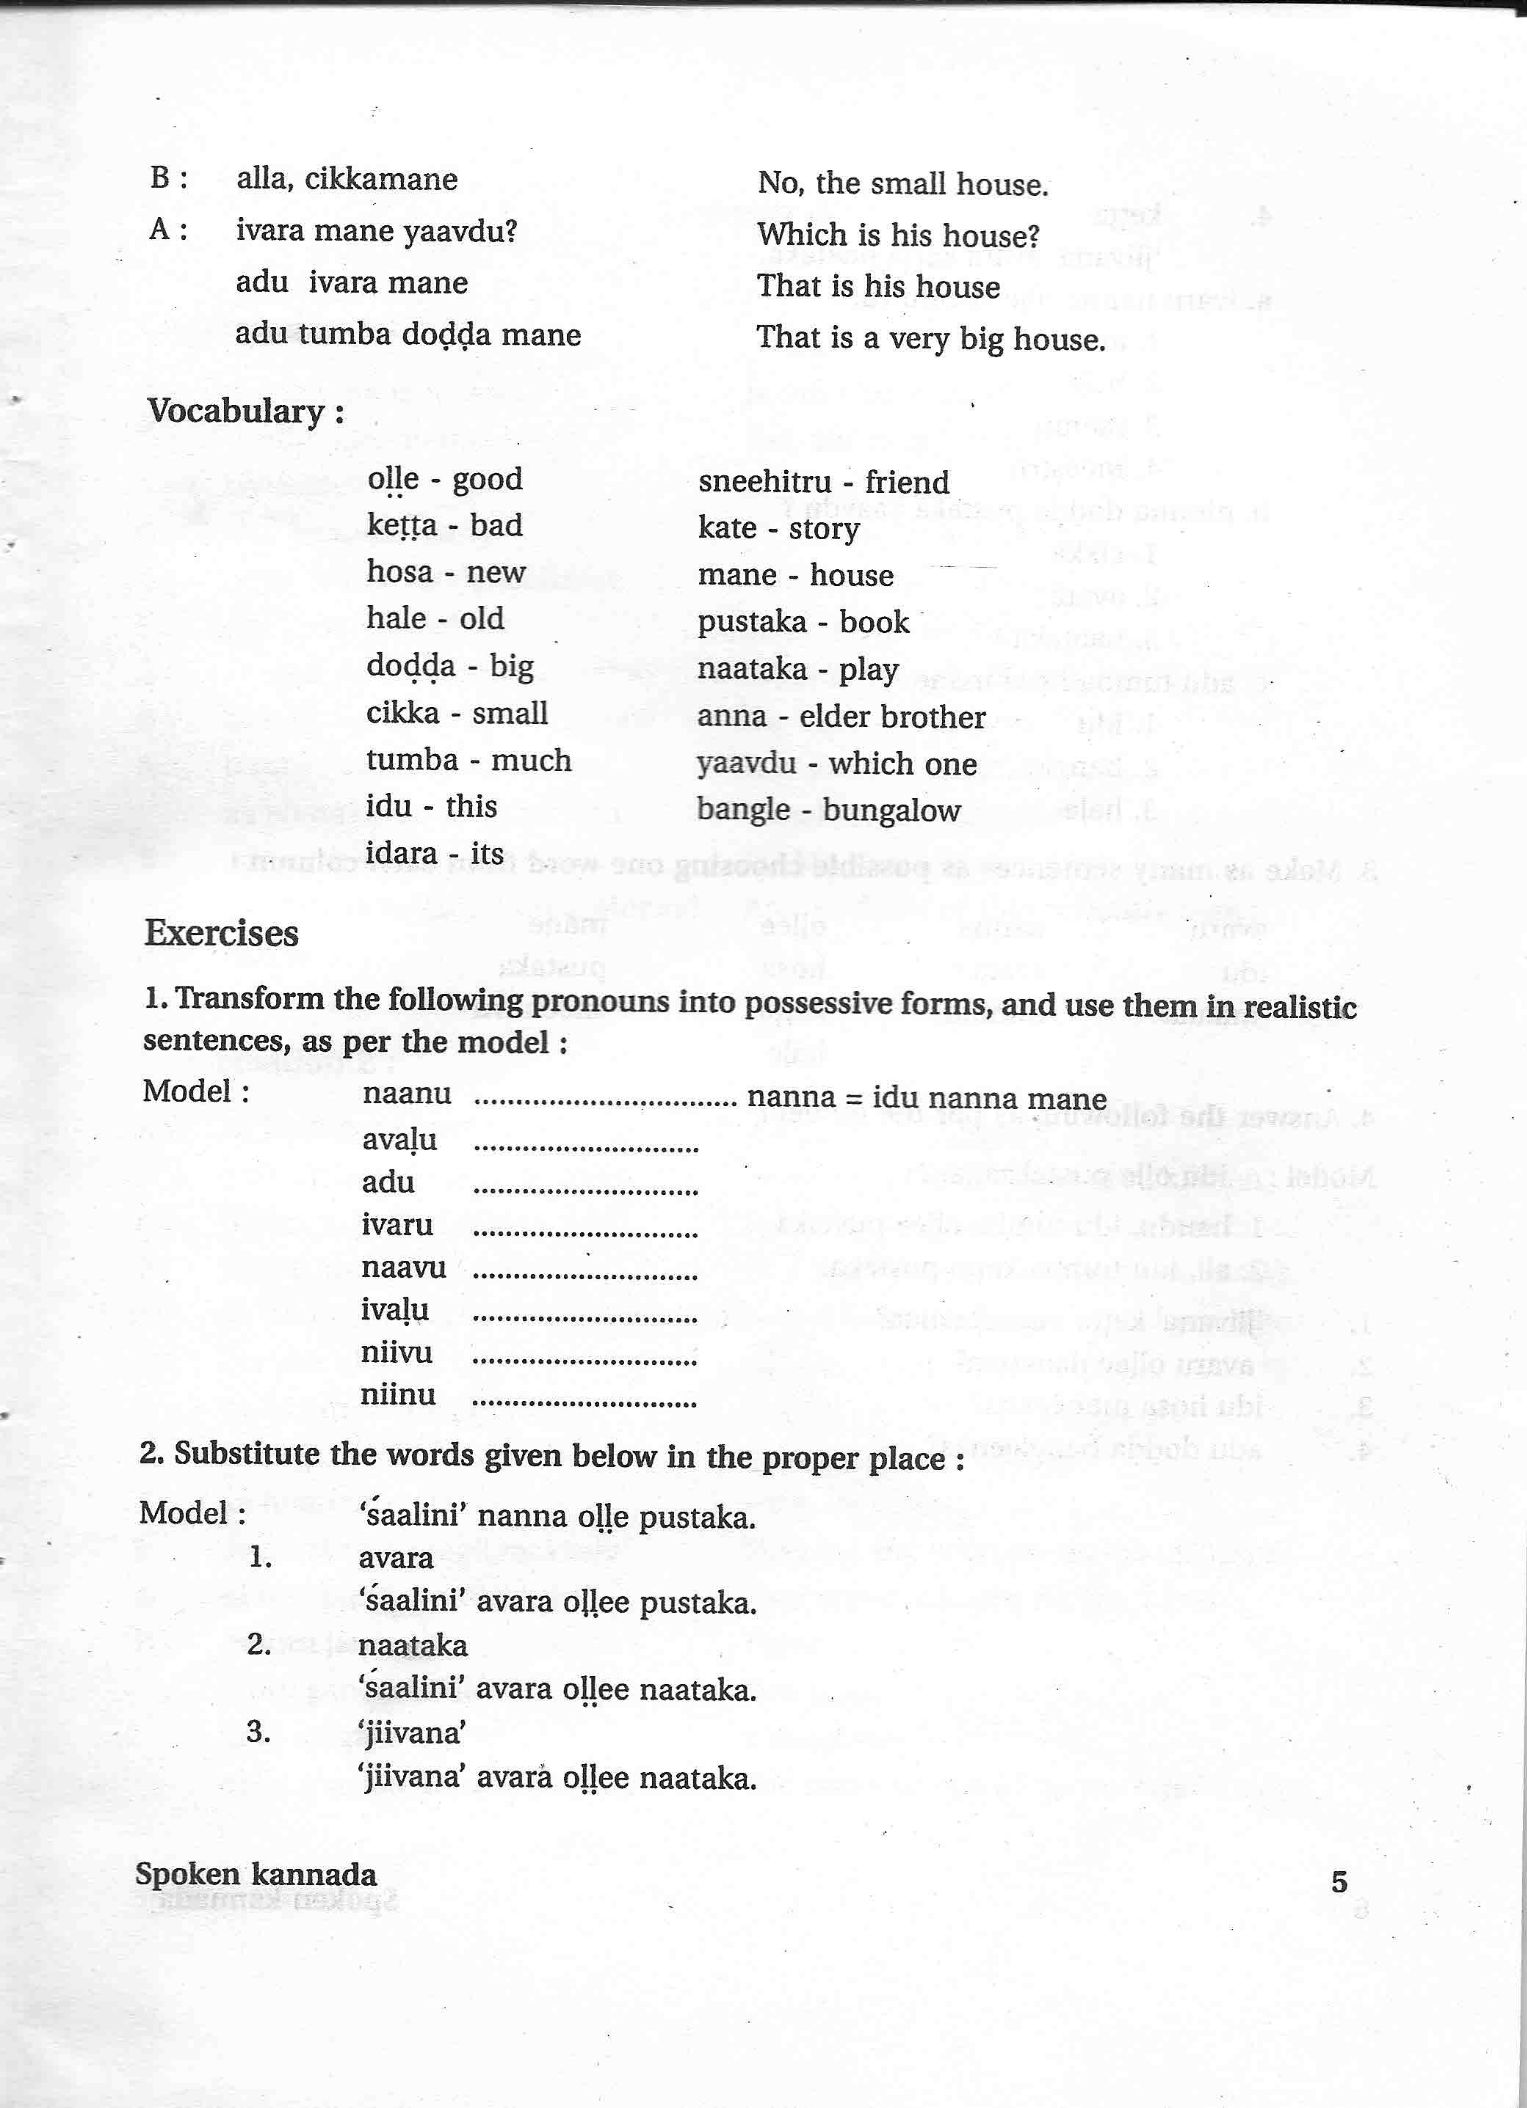 B : alla, cikkamane No, the small house.
A : ivara mane yaavdu? Which is his house?
adu ivara mane That is his house
adu tumba doḍḍa mane That is a very big house.
Vocabulary :
oḷḷe - good sneehitru - friend
keṭṭa - bad kate - story
hosa - new mane - house
hale - old pustaka - book
doḍḍa - big naataka - play
cikka - small anna - elder brother
tumba - much yaavdu - which one
idu - this bangle - bungalow
idara - its
Exercises
1. Transform the following pronouns into possessive forms, and use them in realistic
sentences, as per the model :
Model : naanu ................................ nanna = idu nanna mane
avaḷu ............................
adu ............................
ivaru ............................
naavu ............................
ivaḷu ............................
niivu ............................
niinu ............................
2. Substitute the words given below in the proper place :
Model : ‘śaalini’ nanna oḷḷe pustaka.
1. avara
‘śaalini’ avara oḷḷee pustaka.
2. naataka
‘śaalini’ avara oḷḷee naataka.
3. ‘jiivana’
‘jiivana’ avara oḷḷee naataka.
Spoken kannada 5